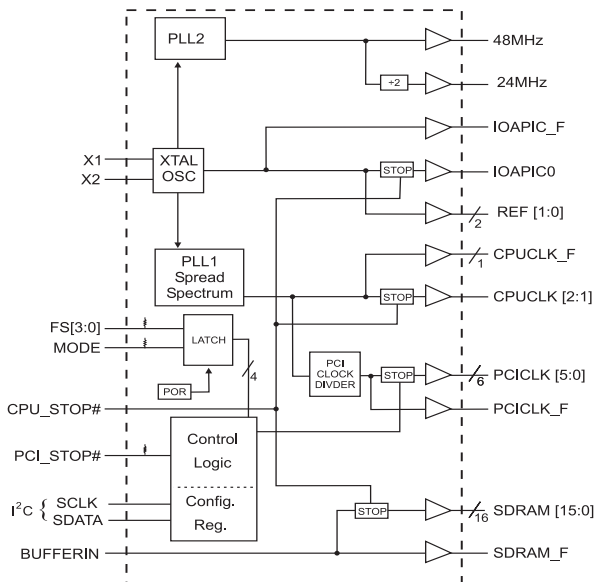 PLL2
48MHz
÷2
24MHz
IOAPIC_F
X1
X2
XTAL
OSC
STOP
IOAPIC0
REF [1:0]
2
PLL1
Spread
Spectrum
CPUCLK_F
1
STOP
CPUCLK [2:1]
FS[3:0]
MODE
LATCH
4
POR
PCI
CLOCK
DIVDER
STOP
PCICLK [5:0]
6
PCICLK_F
CPU_STOP#
PCI_STOP#
Control
Logic
Config.
Reg.
I²C {
SCLK
SDATA
STOP
SDRAM [15:0]
16
BUFFERIN
SDRAM_F